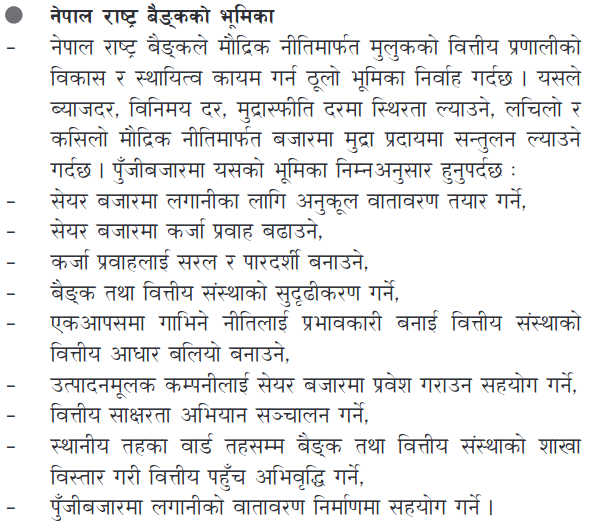 ● नेपाल राष्ट्र बैङ्कको भूमिका
– नेपाल राष्ट्र बैङ्कले मौद्रिक नीतिमार्फत मुलुकको वित्तीय प्रणालीको
विकास र स्थायित्व कायम गर्न ठूलो भूमिका निर्वाह गर्दछ । यसले
ब्याजदर, विनिमय दर, मुद्रास्फीति दरमा स्थिरता ल्याउने, लचिलो र
कसिलो मौद्रिक नीतिमार्फत बजारमा मुद्रा प्रदायमा सन्तुलन ल्याउने
गर्दछ । पुँजीबजारमा यसको भूमिका निम्नअनुसार हुनुपर्दछ :
– सेयर बजारमा लगानीका लागि अनुकूल वातावरण तयार गर्ने,
– सेयर बजारमा कर्जा प्रवाह बढाउने,
– कर्जा प्रवाहलाई सरल र पारदर्शी बनाउने,
– बैङ्क तथा वित्तीय संस्थाको सुदृढीकरण गर्ने,
– एकआपसमा गाभिने नीतिलाई प्रभावकारी बनाई वित्तीय संस्थाको
वित्तीय आधार बलियो बनाउने,
– उत्पादनमूलक कम्पनीलाई सेयर बजारमा प्रवेश गराउन सहयोग गर्ने,
– वित्तीय साक्षरता अभियान सञ्चालन गर्ने,
– स्थानीय तहका वार्ड तहसम्म बैङ्क तथा वित्तीय संस्थाको शाखा
विस्तार गरी वित्तीय पहुँच अभिवृद्धि गर्ने,
– पुँजीबजारमा लगानीको वातावरण निर्माणमा सहयोग गर्ने ।